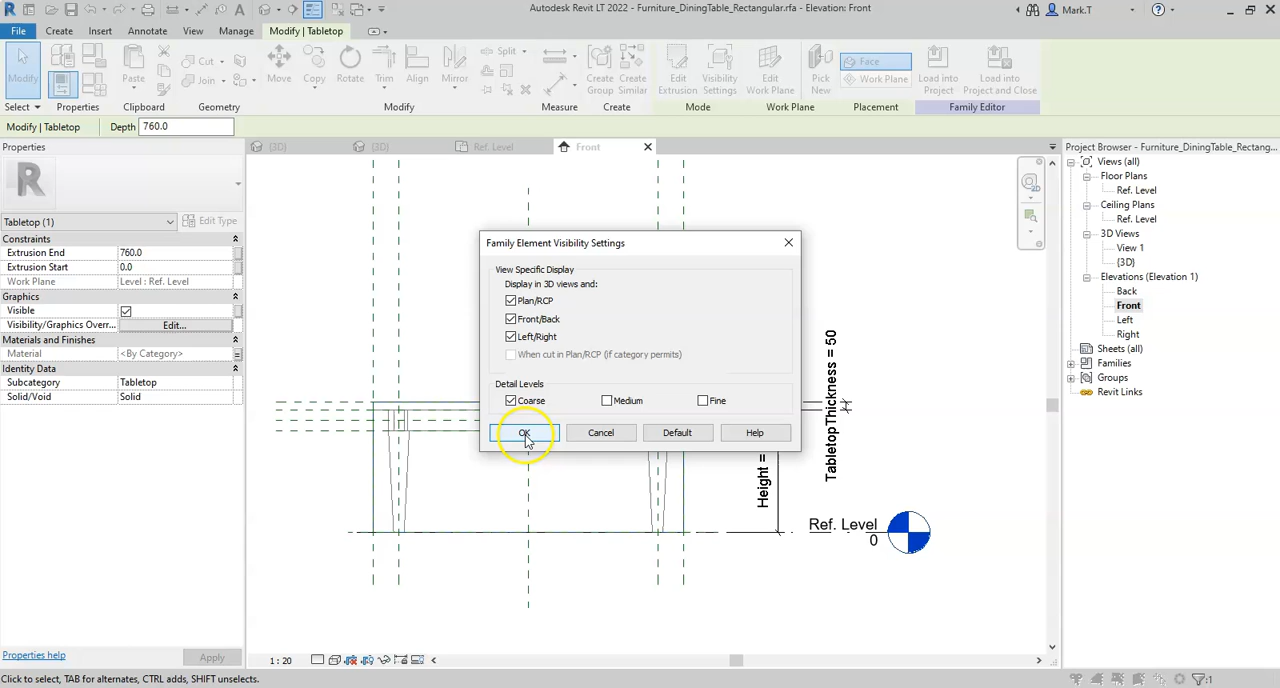 Autodesk Revit LT 2022 - Furniture_DiningTable_Rectangular.rfa - Elevation: Front
Mark.T
File
Create
Insert
Annotate
View
Manage
Modify | Tabletop
Modify
Paste
Cut
Join
Move
Copy
Rotate
Trim
Align
Mirror
Split
Create
Group
Create
Similar
Edit
Extrusion
Visibility
Settings
Edit
Work Plane
Pick
New
Face
Work Plane
Load into
Project
Load into
Project and Close
Select
Properties
Clipboard
Geometry
Modify
Measure
Create
Mode
Work Plane
Placement
Family Editor
Modify | Tabletop
Depth
760.0
Properties
{3D}
{3D}
Ref. Level
Front
Project Browser - Furniture_DiningTable_Rectang...
Tabletop (1)
Edit Type
Constraints
Extrusion End
760.0
Extrusion Start
0.0
Work Plane
Level : Ref. Level
Graphics
Visible
Visibility/Graphics Overr...
Edit...
Materials and Finishes
Material
<By Category>
Identity Data
Subcategory
Tabletop
Solid/Void
Solid
Properties help
Apply
Family Element Visibility Settings
View Specific Display
Display in 3D views and:
Plan/RCP
Front/Back
Left/Right
When cut in Plan/RCP (if category permits)
Detail Levels
Coarse
Medium
Fine
OK
Cancel
Default
Help
TabletopThickness = 50
Height =
Ref. Level
0
Views (all)
Floor Plans
Ref. Level
Ceiling Plans
Ref. Level
3D Views
View 1
{3D}
Elevations (Elevation 1)
Back
Front
Left
Right
Sheets (all)
Families
Groups
Revit Links
1 : 20
Click to select, TAB for alternates, CTRL adds, SHIFT unselects.
:1